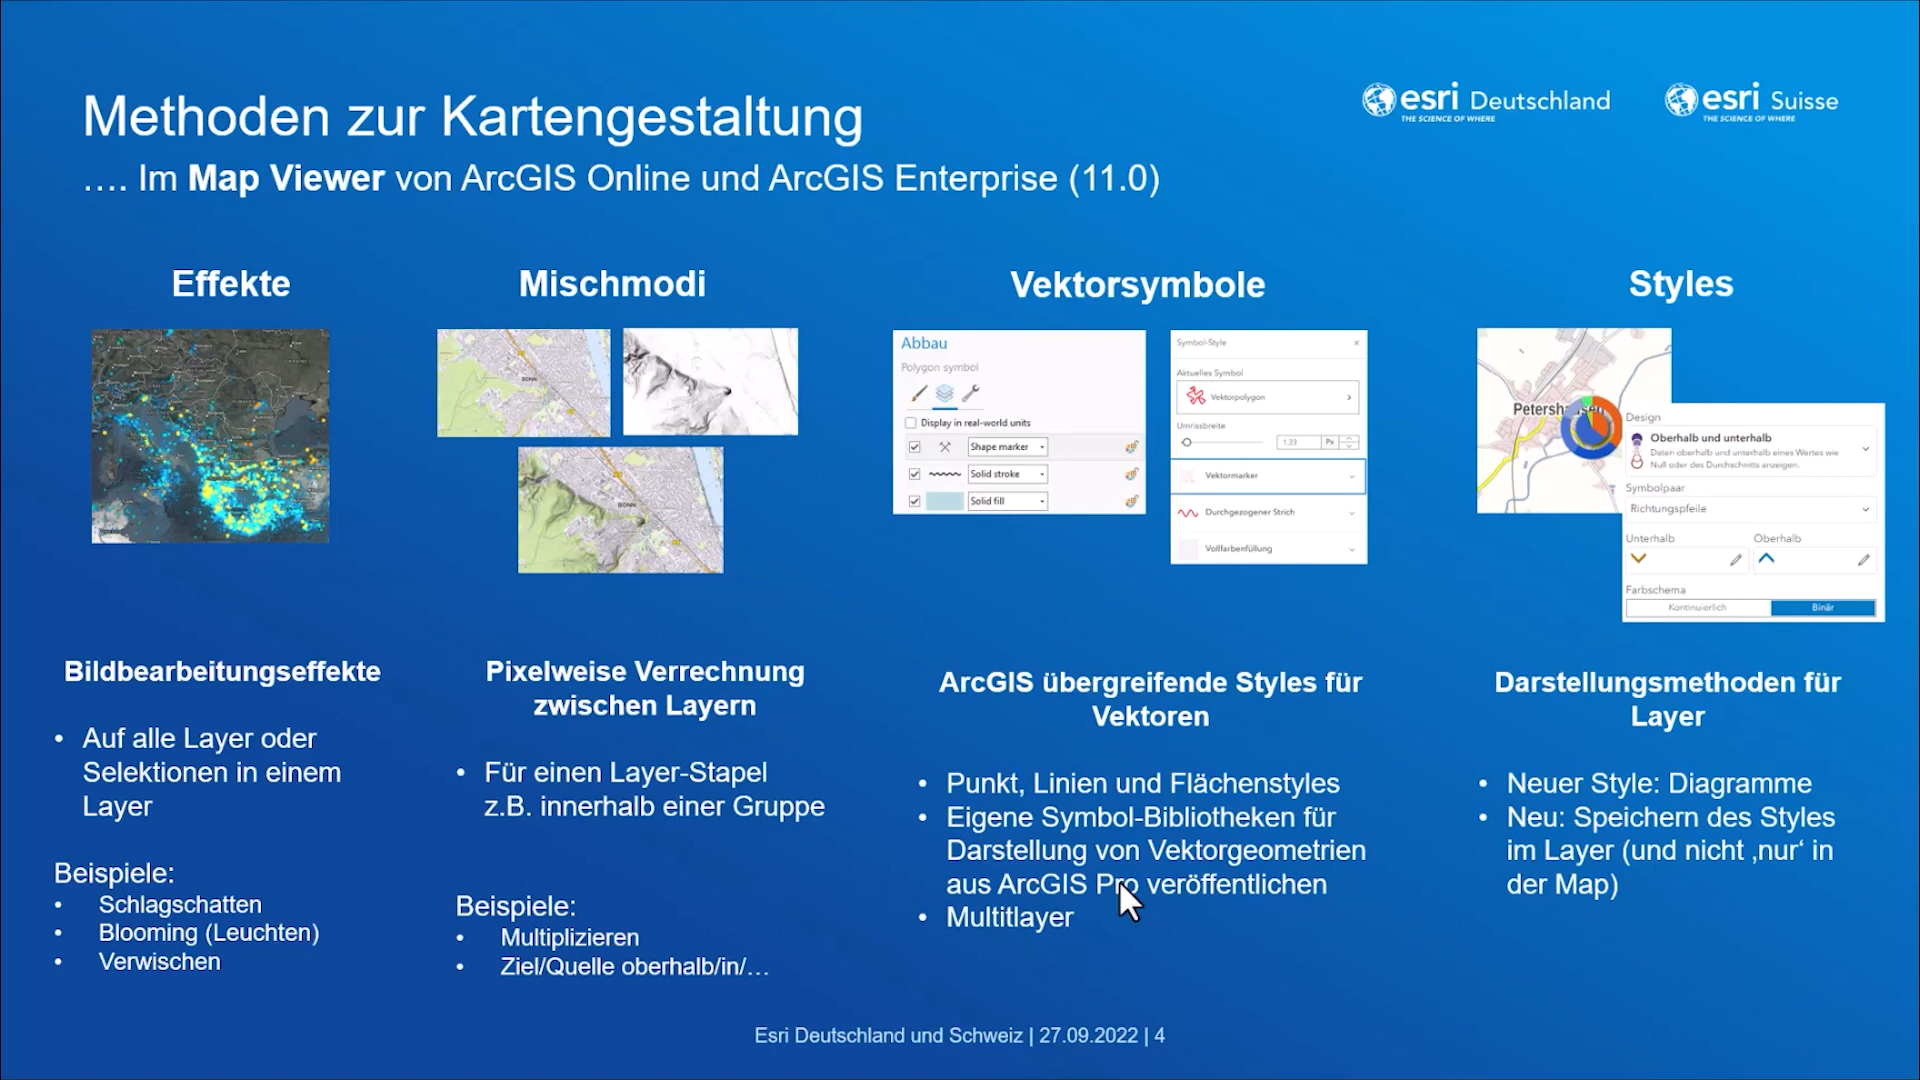 Methoden zur Kartengestaltung
…. Im Map Viewer von ArcGIS Online und ArcGIS Enterprise (11.0)
esri Deutschland
THE SCIENCE OF WHERE
esri Suisse
THE SCIENCE OF WHERE
Effekte
Bildbearbeitungseffekte
• Auf alle Layer oder
Selektionen in einem
Layer
Beispiele:
• Schlagschatten
• Blooming (Leuchten)
• Verwischen
Mischmodi
BONN
BONN
Pixelweise Verrechnung
zwischen Layern
• Für einen Layer-Stapel
z.B. innerhalb einer Gruppe
Beispiele:
• Multiplizieren
• Ziel/Quelle oberhalb/in/…
Vektorsymbole
Abbau
Polygon symbol
Display in real-world units
Shape marker
Solid stroke
Solid fill
Symbol-Style
Aktuelles Symbol
Vektorpolygon
Umrissbreite
1,33 Px
Vektormarker
Durchgezogener Strich
Vollfarbenfüllung
ArcGIS übergreifende Styles für
Vektoren
• Punkt, Linien und Flächenstyles
• Eigene Symbol-Bibliotheken für
Darstellung von Vektorgeometrien
aus ArcGIS Pro veröffentlichen
• Multitlayer
Styles
Petershausen
Design
Oberhalb und unterhalb
Daten oberhalb und unterhalb eines Wertes wie
Null oder des Durchschnitts anzeigen.
Symbolpaar
Richtungspfeile
Unterhalb Oberhalb
Farbschema
Kontinuierlich Binär
Darstellungsmethoden für
Layer
• Neuer Style: Diagramme
• Neu: Speichern des Styles
im Layer (und nicht ‚nur‘ in
der Map)
Esri Deutschland und Schweiz | 27.09.2022 | 4